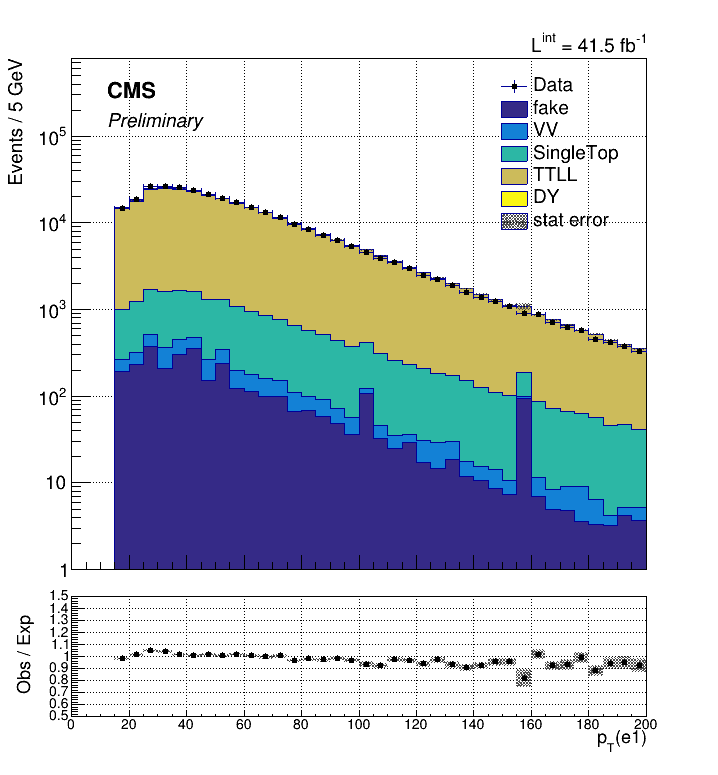 L^int = 41.5 fb^-1
Events / 5 GeV
CMS
Preliminary
Data
fake
VV
SingleTop
TTLL
DY
stat error
10^5
10^4
10^3
10^2
10
1
Obs / Exp
1.5
1.4
1.3
1.2
1.1
1
0.9
0.8
0.7
0.6
0.5
0 20 40 60 80 100 120 140 160 180 200
p_T(e1)